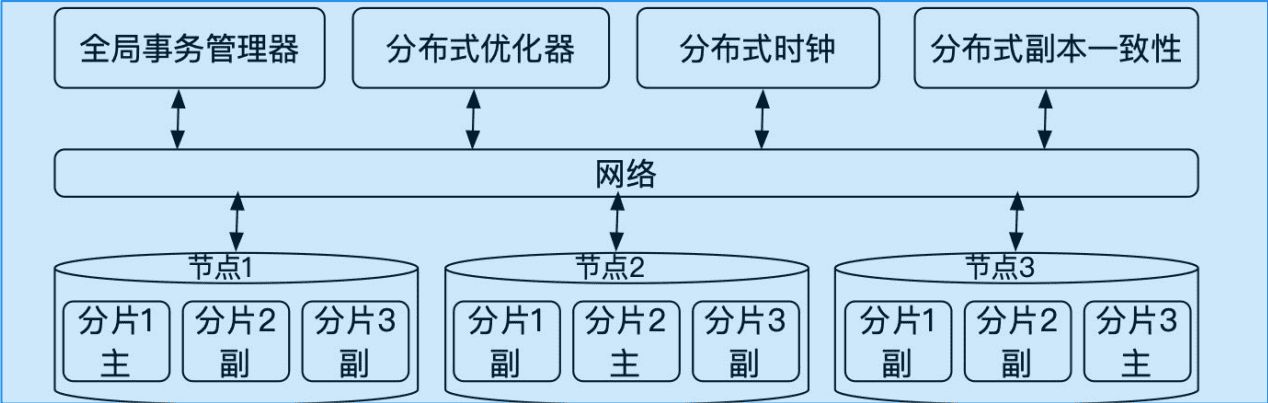 全局事务管理器
分布式优化器
分布式时钟
分布式副本一致性
网络
节点1
节点2
节点3
分片1
主
分片2
副
分片3
副
分片1
副
分片2
主
分片3
副
分片1
副
分片2
副
分片3
主